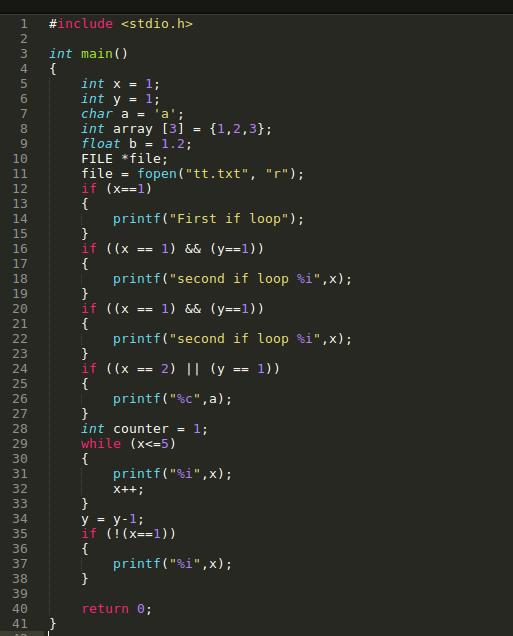 1 #include <stdio.h>
2
3 int main()
4 {
5     int x = 1;
6     int y = 1;
7     char a = 'a';
8     int array [3] = {1,2,3};
9     float b = 1.2;
10     FILE *file;
11     file = fopen("tt.txt", "r");
12     if (x==1)
13     {
14         printf("First if loop");
15     }
16     if ((x == 1) && (y==1))
17     {
18         printf("second if loop %i",x);
19     }
20     if ((x == 1) && (y==1))
21     {
22         printf("second if loop %i",x);
23     }
24     if ((x == 2) || (y == 1))
25     {
26         printf("%c",a);
27     }
28     int counter = 1;
29     while (x<=5)
30     {
31         printf("%i",x);
32         x++;
33     }
34     y = y-1;
35     if (!(x==1))
36     {
37         printf("%i",x);
38     }
39
40     return 0;
41 }